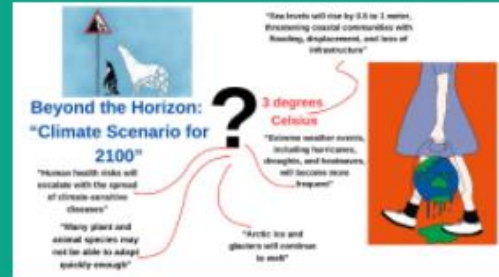 "Sea levels will rise by 0.5 to 1 meter,
threatening coastal communities with
flooding, displacement, and loss of
infrastructure"
Beyond the Horizon:
"Climate Scenario for
2100"
?
3 degrees
Celsius
"Extreme weather events,
including hurricanes,
droughts, and heatwaves,
will become more
frequent"
"Human health risks will
escalate with the spread
of climate-sensitive
diseases"
"Many plant and
animal species may
not be able to adapt
quickly enough"
"Arctic ice and
glaciers will continue
to melt"